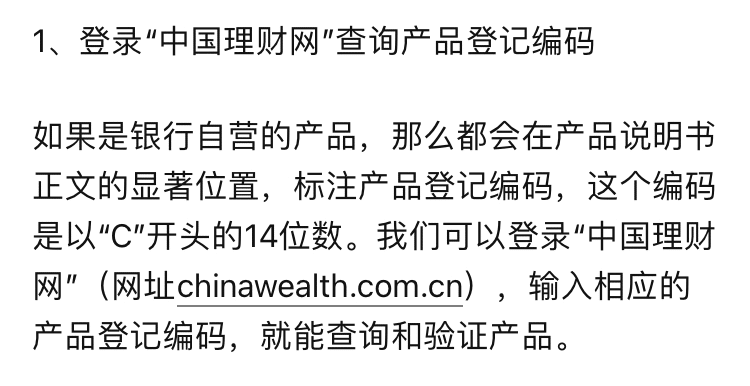 1、登录“中国理财网”查询产品登记编码
如果是银行自营的产品，那么都会在产品说明书
正文的显著位置，标注产品登记编码，这个编码
是以“C”开头的14位数。我们可以登录“中国理财
网”（网址chinawealth.com.cn），输入相应的
产品登记编码，就能查询和验证产品。